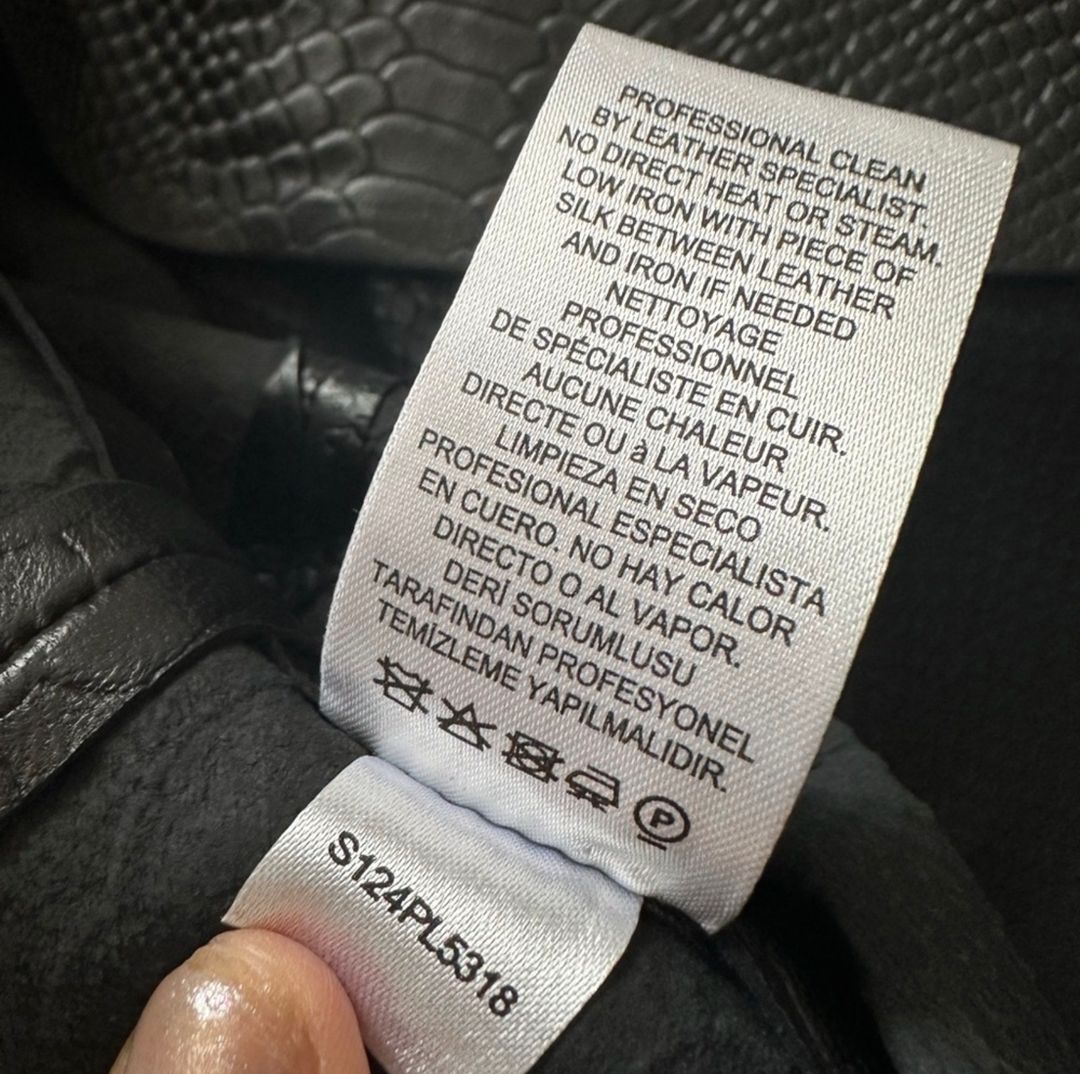 PROFESSIONAL CLEAN
BY LEATHER SPECIALIST.
NO DIRECT HEAT OR STEAM.
LOW IRON WITH PIECE OF
SILK BETWEEN LEATHER
AND IRON IF NEEDED
NETTOYAGE
PROFESSIONNEL
DE SPÉCIALISTE EN CUIR.
AUCUNE CHALEUR
DIRECTE OU à LA VAPEUR.
LIMPIEZA EN SECO
PROFESIONAL ESPECIALISTA
EN CUERO. NO HAY CALOR
DIRECTO O AL VAPOR.
DERİ SORUMLUSU
TARAFINDAN PROFESYONEL
TEMİZLEME YAPILMALIDIR.
P
S124PL5318